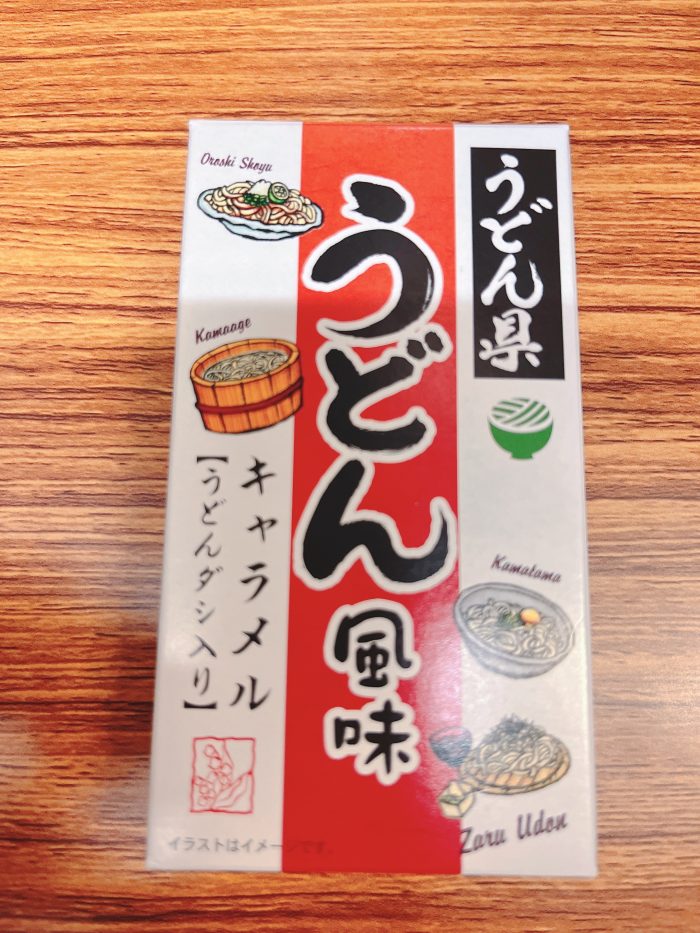 うどん県
うどん風味
キャラメル
【うどんダシ入り】
Oroshi Shoyu
Kamaage
Kamatama
Zaru Udon
イラストはイメージです。